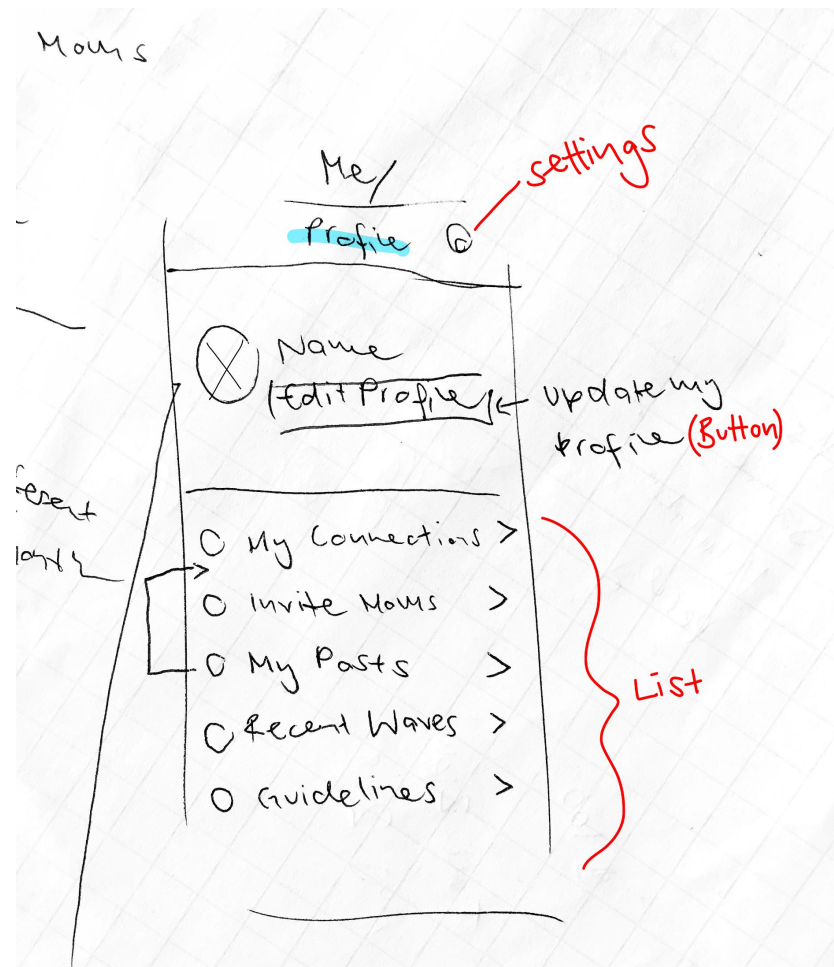 Moms
Me/
settings
Profile
Name
Edit Profile
update my
profile (Button)
My Connections >
Invite Moms >
My Posts >
List
Recent Waves >
Guidelines >